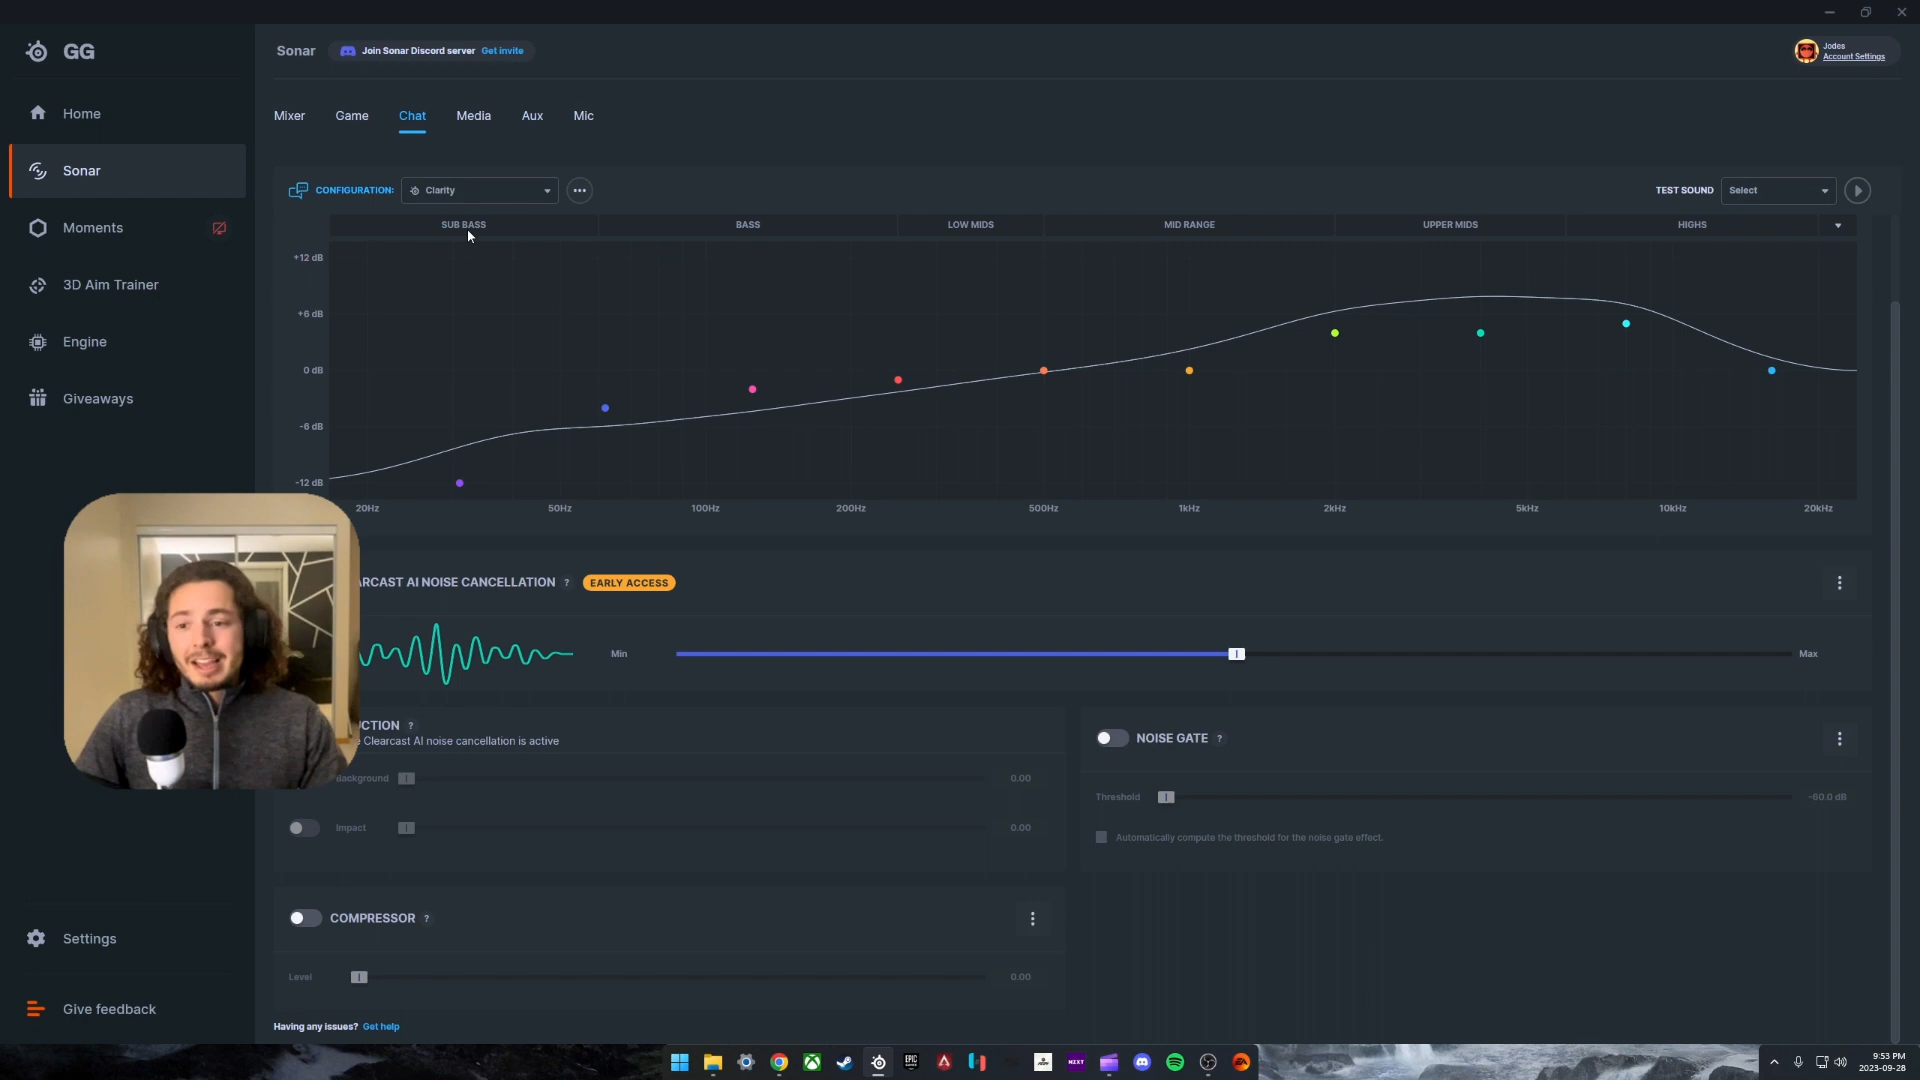 GG
Sonar
Join Sonar Discord server Get invite
Jodes
Account Settings
Home
Sonar
Moments
3D Aim Trainer
Engine
Giveaways
Settings
Give feedback
Mixer Game Chat Media Aux Mic
CONFIGURATION: Clarity
TEST SOUND Select
SUB BASS BASS LOW MIDS MID RANGE UPPER MIDS HIGHS
+12 dB
+6 dB
0 dB
-6 dB
-12 dB
20Hz 50Hz 100Hz 200Hz 500Hz 1kHz 2kHz 5kHz 10kHz 20kHz
ARCAST AI NOISE CANCELLATION ? EARLY ACCESS
Min Max
UCTION ?
Clearcast AI noise cancellation is active
Background 0.00
Impact 0.00
NOISE GATE ?
Threshold -60.0 dB
Automatically compute the threshold for the noise gate effect.
COMPRESSOR ?
Level 0.00
Having any issues? Get help
EPIC
NZXT
EA
9:53 PM
2023-09-28